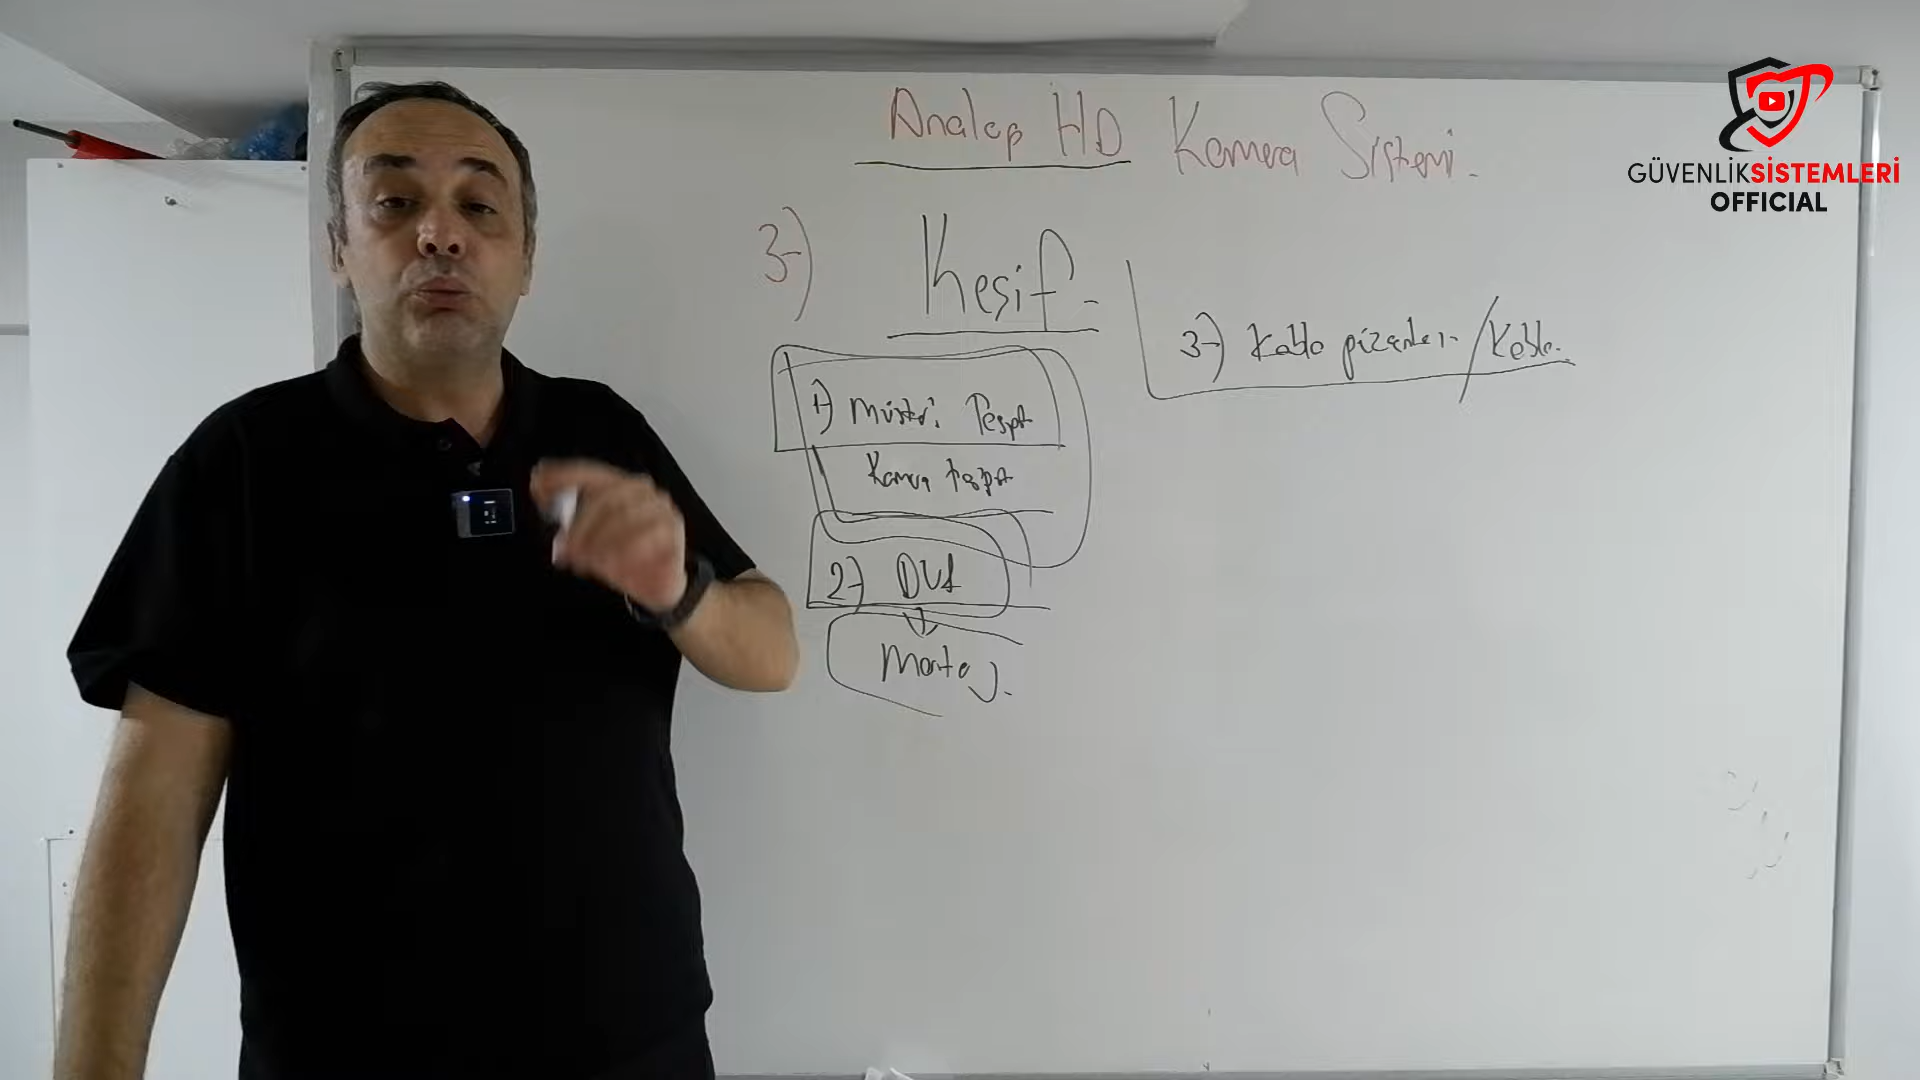 Analog HD Kamera Sistemi.
GÜVENLİKSİSTEMLERİ
OFFICIAL
3-) Keşif-
1-) Müşteri Tespit
Kamera tespit
2-) DVR
Montaj.
3-) Kablo / Kablo.